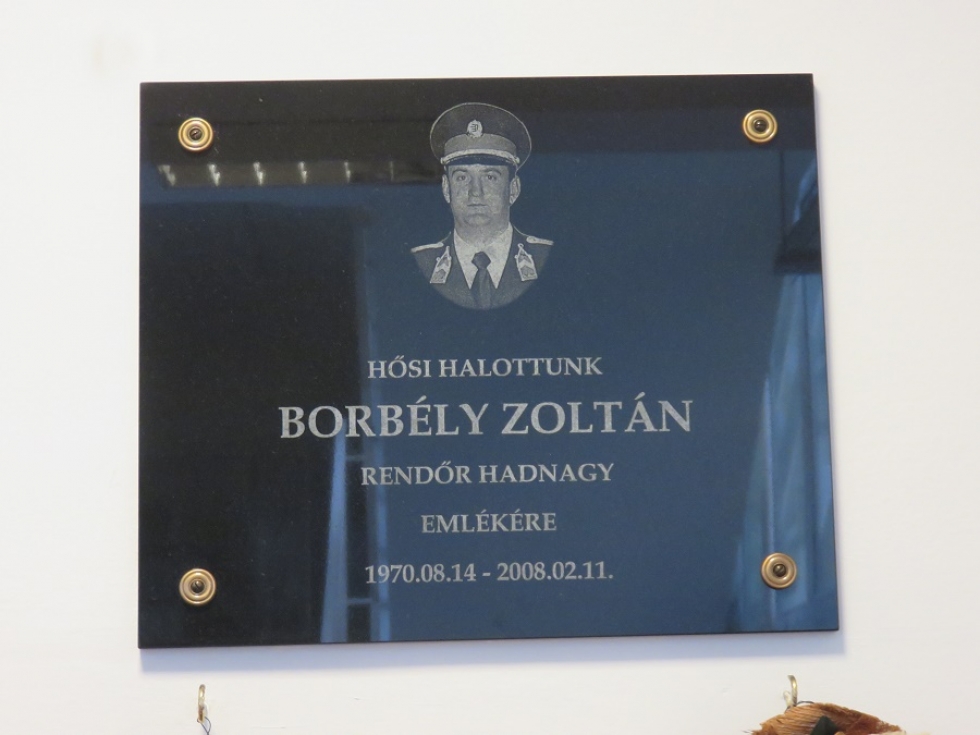 HŐSI HALOTTUNK
BORBÉLY ZOLTÁN
RENDŐR HADNAGY
EMLÉKÉRE
1970.08.14 - 2008.02.11.